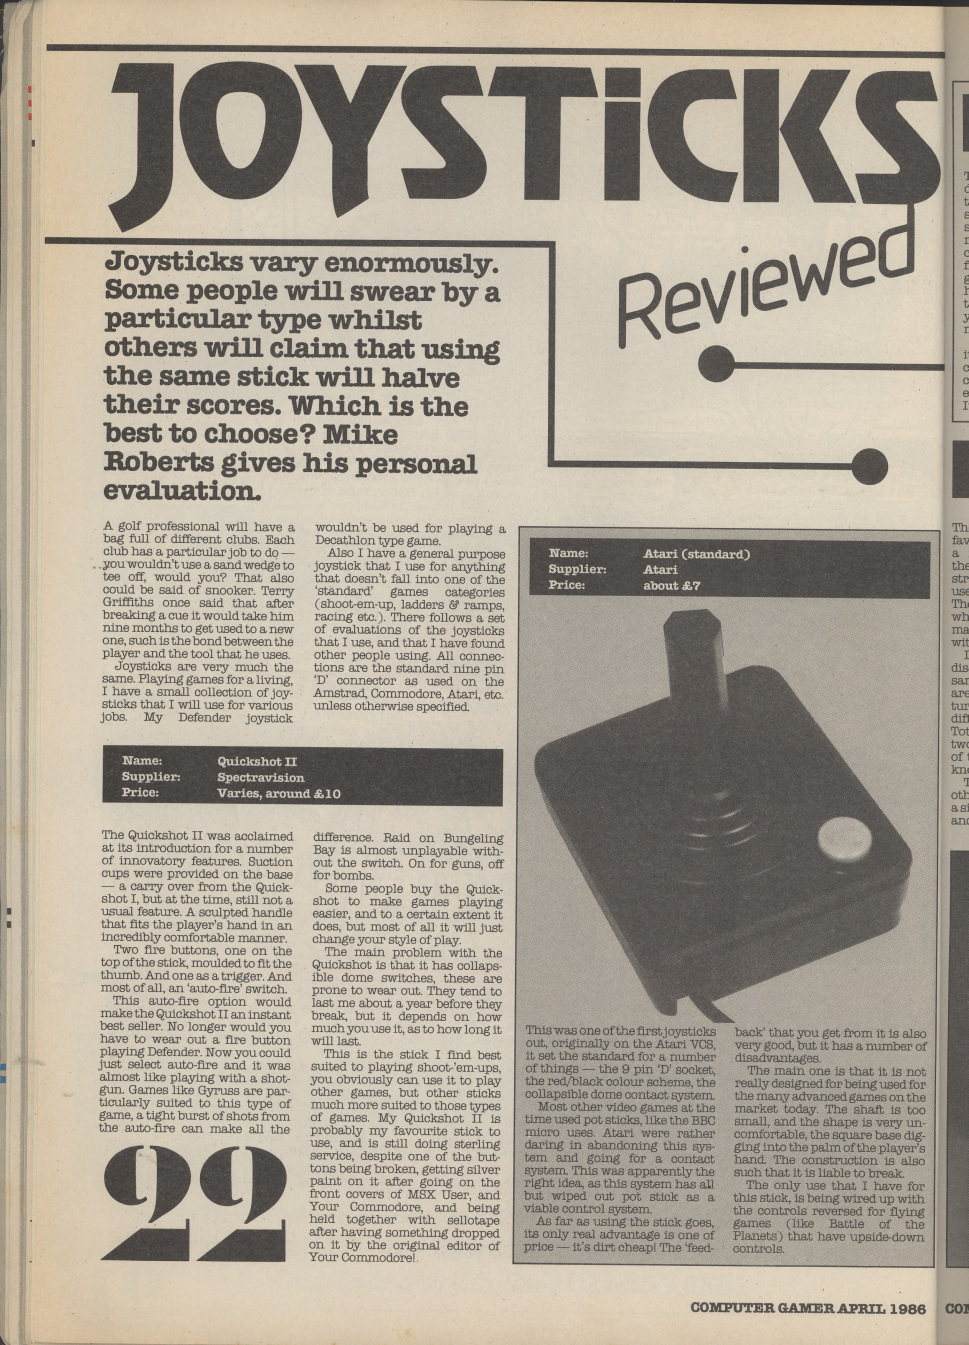 JOYSTiCKS
Reviewed
Joysticks vary enormously.
Some people will swear by a
particular type whilst
others will claim that using
the same stick will halve
their scores. Which is the
best to choose? Mike
Roberts gives his personal
evaluation.
A golf professional will have a
bag full of different clubs. Each
club has a particular job to do —
you wouldn't use a sand wedge to
tee off, would you? That also
could be said of snooker. Terry
Griffiths once said that after
breaking a cue it would take him
nine months to get used to a new
one, such is the bond between the
player and the tool that he uses.
Joysticks are very much the
same. Playing games for a living,
I have a small collection of joy-
sticks that I will use for various
jobs. My Defender joystick
wouldn't be used for playing a
Decathlon type game.
Also I have a general purpose
joystick that I use for anything
that doesn't fall into one of the
'standard' games categories
(shoot-em-up, ladders & ramps,
racing etc.). There follows a set
of evaluations of the joysticks
that I use, and that I have found
other people using. All connec-
tions are the standard nine pin
'D' connector as used on the
Amstrad, Commodore, Atari, etc.
unless otherwise specified.
Name: Quickshot II
Supplier: Spectravision
Price: Varies, around £10
The Quickshot II was acclaimed
at its introduction for a number
of innovatory features. Suction
cups were provided on the base
— a carry over from the Quick-
shot I, but at the time, still not a
usual feature. A sculpted handle
that fits the player's hand in an
incredibly comfortable manner.
Two fire buttons, one on the
top of the stick, moulded to fit the
thumb. And one as a trigger. And
most of all, an 'auto-fire' switch.
This auto-fire option would
make the Quickshot II an instant
best seller. No longer would you
have to wear out a fire button
playing Defender. Now you could
just select auto-fire and it was
almost like playing with a shot-
gun. Games like Gyruss are par-
ticularly suited to this type of
game, a tight burst of shots from
the auto-fire can make all the
difference. Raid on Bungeling
Bay is almost unplayable with-
out the switch. On for guns, off
for bombs.
Some people buy the Quick-
shot to make games playing
easier, and to a certain extent it
does, but most of all it will just
change your style of play.
The main problem with the
Quickshot is that it has collaps-
ible dome switches, these are
prone to wear out. They tend to
last me about a year before they
break, but it depends on how
much you use it, as to how long it
will last.
This is the stick I find best
suited to playing shoot-'em-ups,
you obviously can use it to play
other games, but other sticks
much more suited to those types
of games. My Quickshot II is
probably my favourite stick to
use, and is still doing sterling
service, despite one of the but-
tons being broken, getting silver
paint on it after going on the
front covers of MSX User, and
Your Commodore, and being
held together with sellotape
after having something dropped
on it by the original editor of
Your Commodore!.
Name: Atari (standard)
Supplier: Atari
Price: about £7
This was one of the first joysticks
out, originally on the Atari VCS,
it set the standard for a number
of things — the 9 pin 'D' socket,
the red/black colour scheme, the
collapsible dome contact system.
Most other video games at the
time used pot sticks, like the BBC
micro uses. Atari were rather
daring in abandoning this sys-
tem and going for a contact
system. This was apparently the
right idea, as this system has all
but wiped out pot stick as a
viable control system.
As far as using the stick goes,
its only real advantage is one of
price — it's dirt cheap! The 'feed-
back' that you get from it is also
very good, but it has a number of
disadvantages.
The main one is that it is not
really designed for being used for
the many advanced games on the
market today. The shaft is too
small, and the shape is very un-
comfortable, the square base dig-
ging into the palm of the player's
hand. The construction is also
such that it is liable to break.
The only use that I have for
this stick, is being wired up with
the controls reversed for flying
games (like Battle of the
Planets) that have upside-down
controls.
22
COMPUTER GAMER APRIL 1986